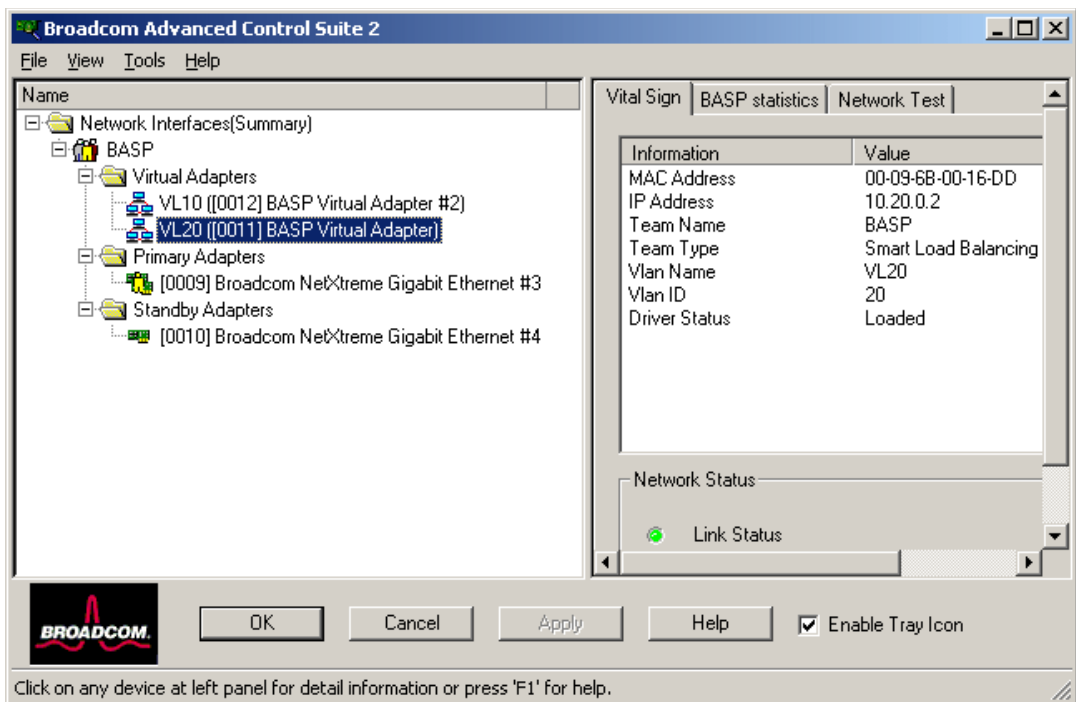 Broadcom Advanced Control Suite 2
File View Tools Help
Name
Network Interfaces(Summary)
BASP
Virtual Adapters
VL10 ([0012] BASP Virtual Adapter #2)
VL20 ([0011] BASP Virtual Adapter)
Primary Adapters
[0009] Broadcom NetXtreme Gigabit Ethernet #3
Standby Adapters
[0010] Broadcom NetXtreme Gigabit Ethernet #4
Vital Sign BASP statistics Network Test
Information Value
MAC Address 00-09-6B-00-16-DD
IP Address 10.20.0.2
Team Name BASP
Team Type Smart Load Balancing
Vlan Name VL20
Vlan ID 20
Driver Status Loaded
Network Status
Link Status
BROADCOM.
OK Cancel Apply Help Enable Tray Icon
Click on any device at left panel for detail information or press 'F1' for help.